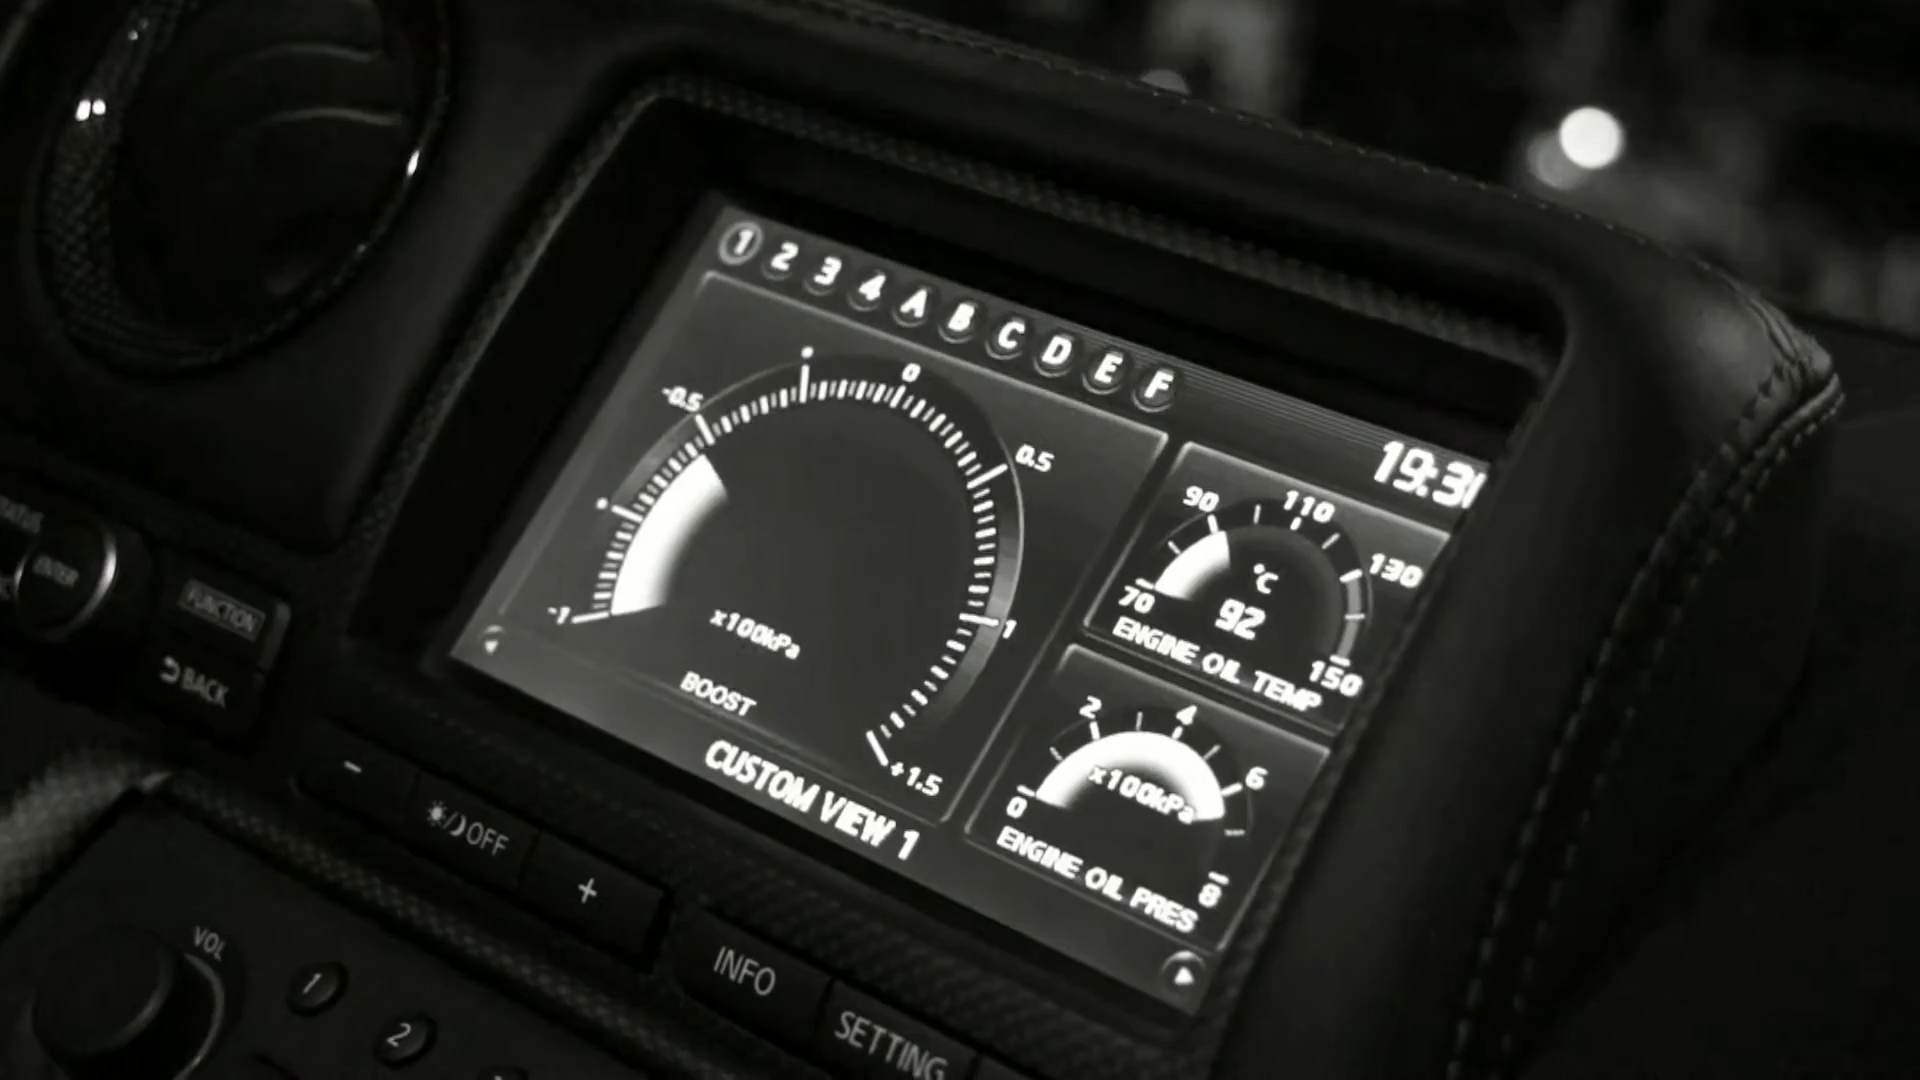 1 2 3 4 A B C D E F
19:3
-1
-0.5
0
0.5
1
+1.5
x100kPa
BOOST
70
90
110
130
150
°C
92
ENGINE OIL TEMP
0
2
4
6
8
x100kPa
ENGINE OIL PRES
CUSTOM VIEW 1
ENTER
FUNCTION
BACK
-
OFF
+
VOL
1
2
INFO
SETTING